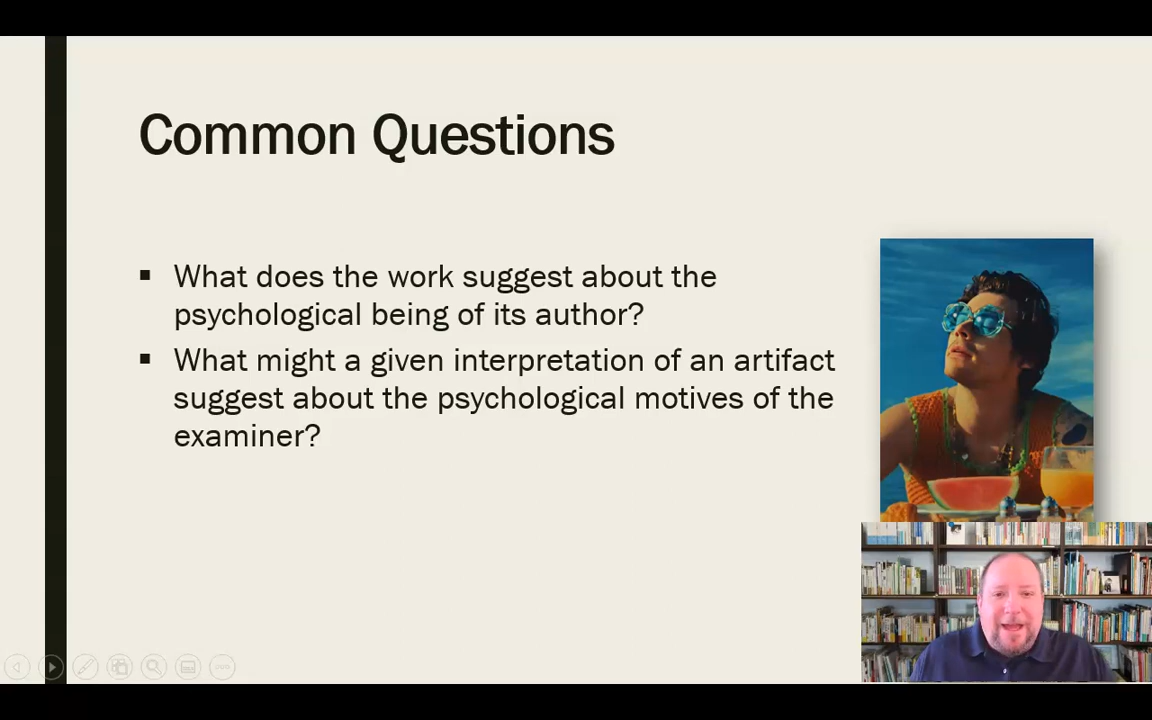 Common Questions
▪ What does the work suggest about the
psychological being of its author?
▪ What might a given interpretation of an artifact
suggest about the psychological motives of the
examiner?